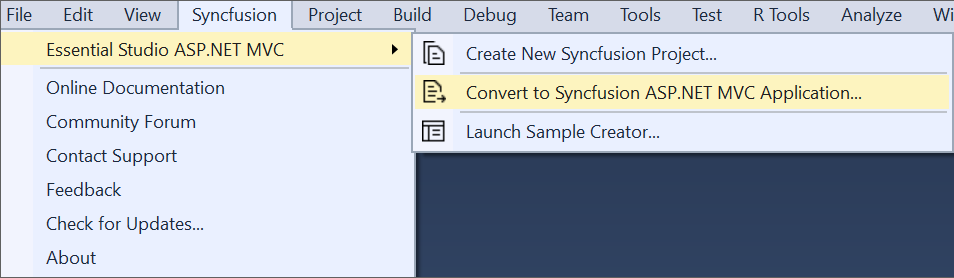 File Edit View Syncfusion Project Build Debug Team Tools Test R Tools Analyze Wi
Essential Studio ASP.NET MVC
Create New Syncfusion Project...
Online Documentation
Convert to Syncfusion ASP.NET MVC Application...
Community Forum
Launch Sample Creator...
Contact Support
Feedback
Check for Updates...
About